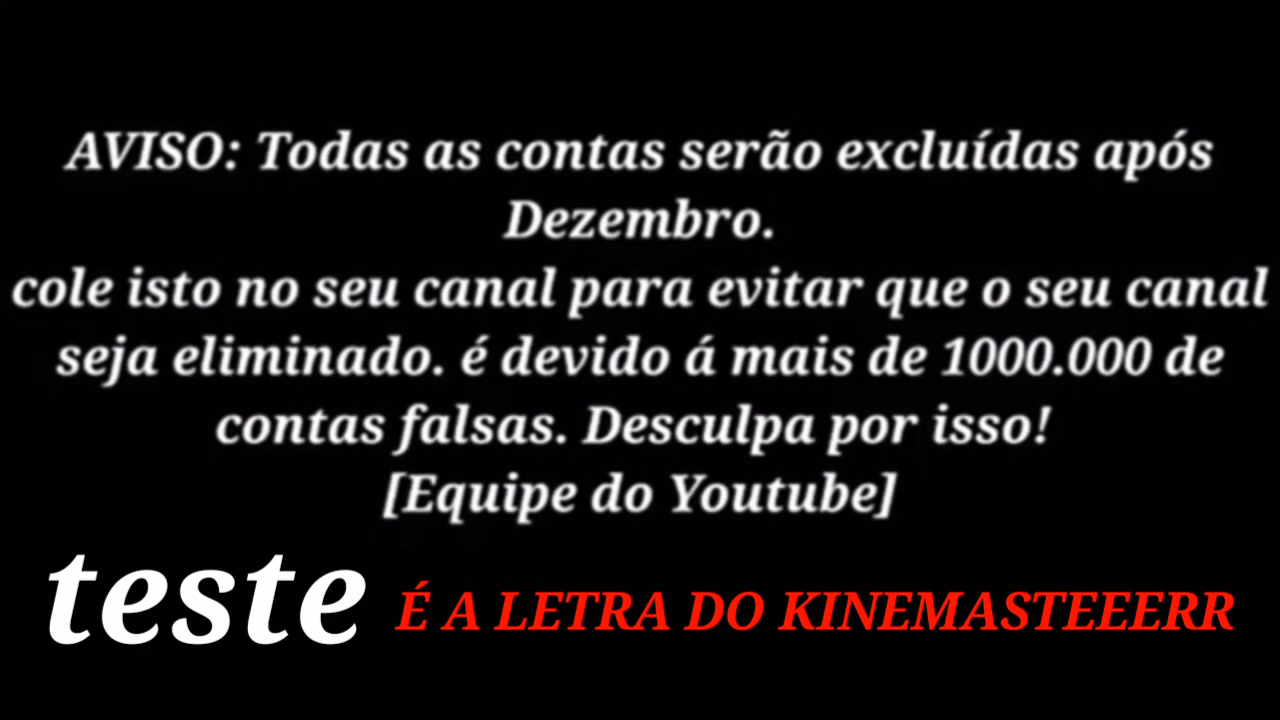 AVISO: Todas as contas serão excluídas após
Dezembro.
cole isto no seu canal para evitar que o seu canal
seja eliminado. é devido á mais de 1000.000 de
contas falsas. Desculpa por isso!
[Equipe do Youtube]
teste É A LETRA DO KINEMASTEEERR